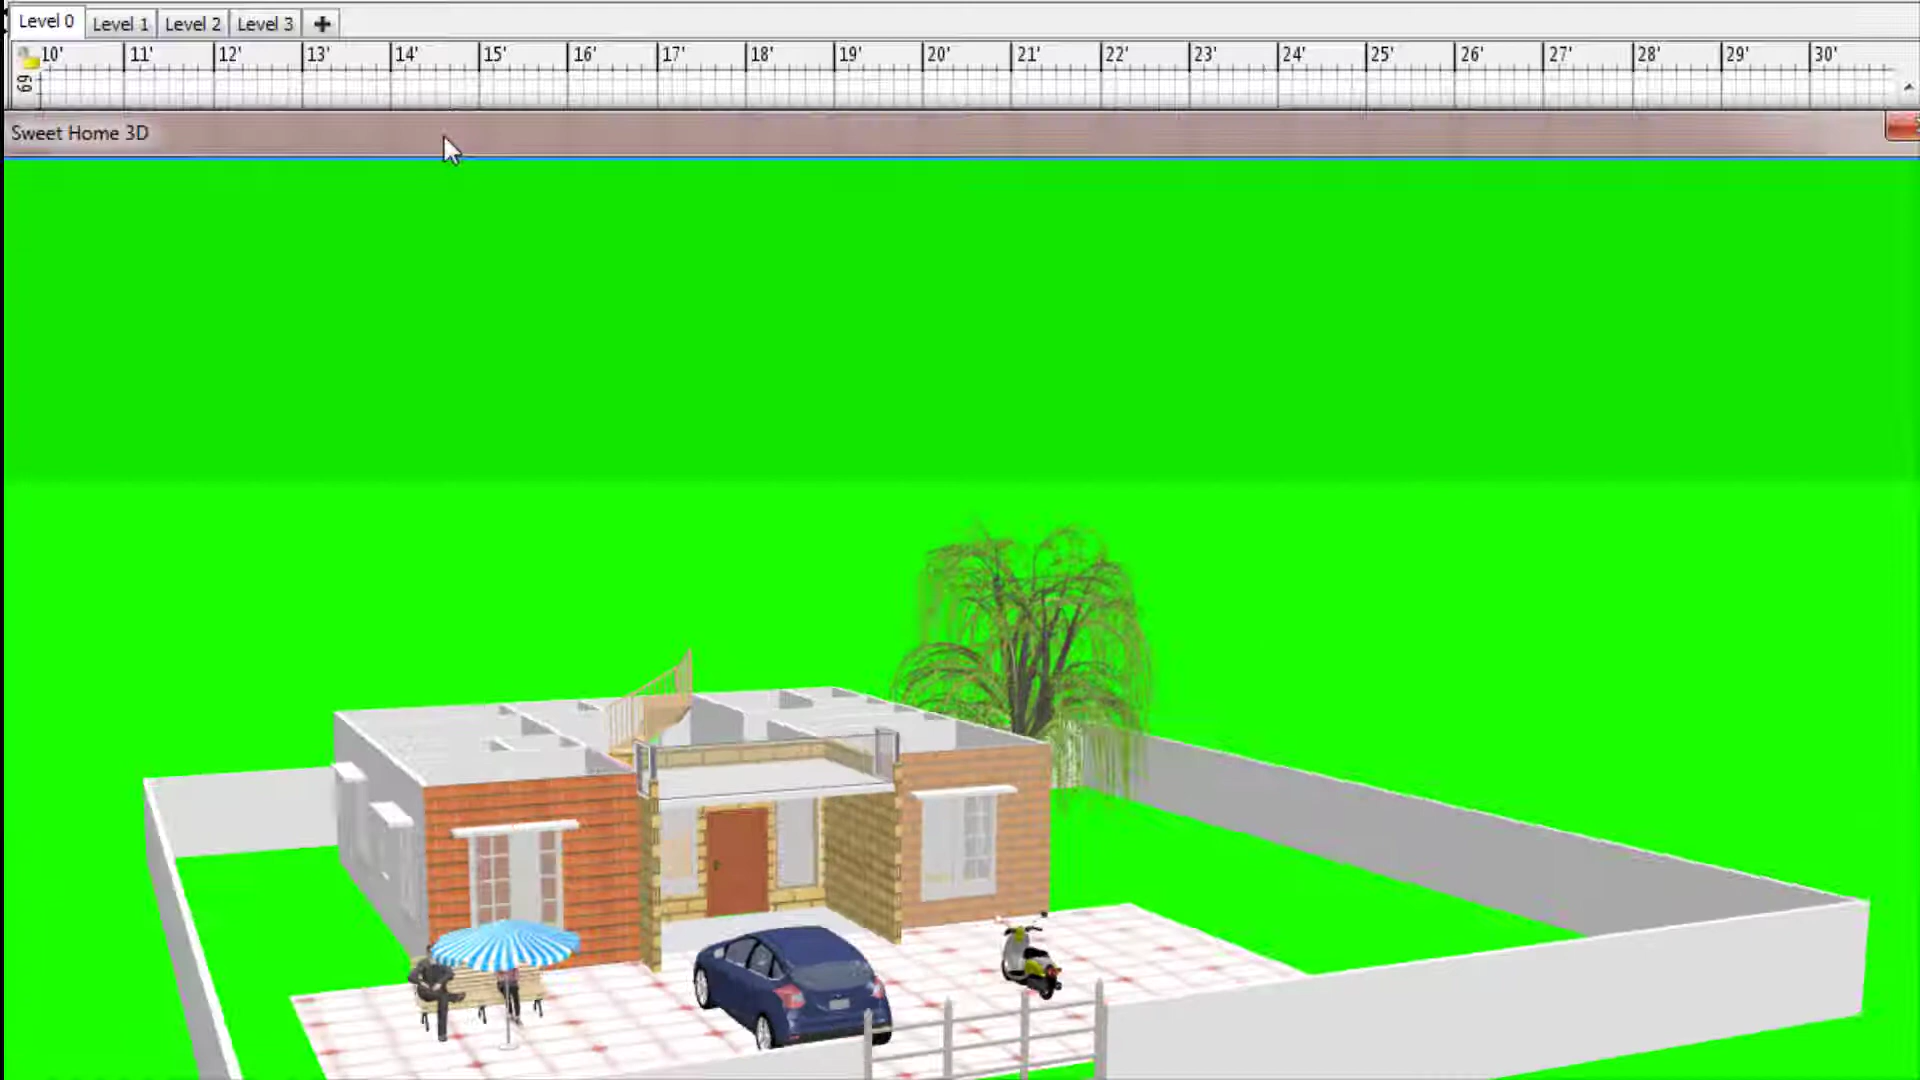 Level 0 Level 1 Level 2 Level 3
10' 11' 12' 13' 14' 15' 16' 17' 18' 19' 20' 21' 22' 23' 24' 25' 26' 27' 28' 29' 30'
69
Sweet Home 3D